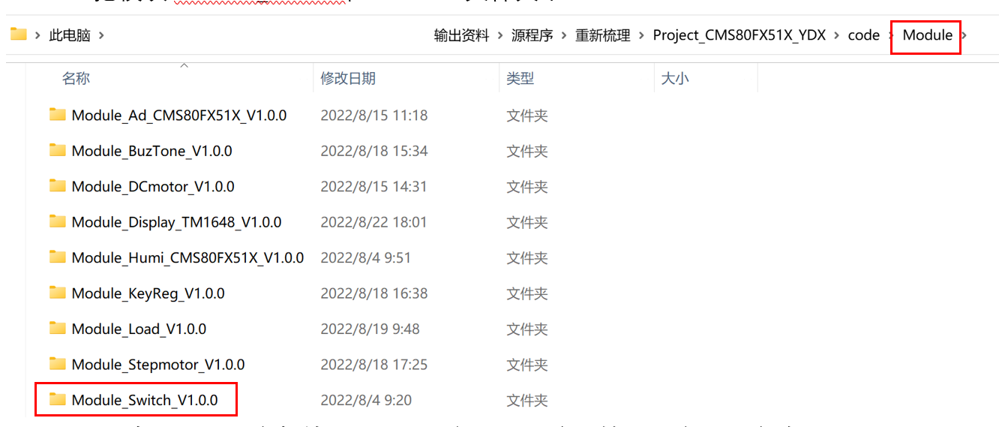 此电脑 输出资料 源程序 重新梳理 Project_CMS80FX51X_YDX code Module
名称 修改日期 类型 大小
Module_Ad_CMS80FX51X_V1.0.0 2022/8/15 11:18 文件夹
Module_BuzTone_V1.0.0 2022/8/18 15:34 文件夹
Module_DCmotor_V1.0.0 2022/8/15 14:31 文件夹
Module_Display_TM1648_V1.0.0 2022/8/22 18:01 文件夹
Module_Humi_CMS80FX51X_V1.0.0 2022/8/4 9:51 文件夹
Module_KeyReg_V1.0.0 2022/8/18 16:38 文件夹
Module_Load_V1.0.0 2022/8/19 9:48 文件夹
Module_Stepmotor_V1.0.0 2022/8/18 17:25 文件夹
Module_Switch_V1.0.0 2022/8/4 9:20 文件夹